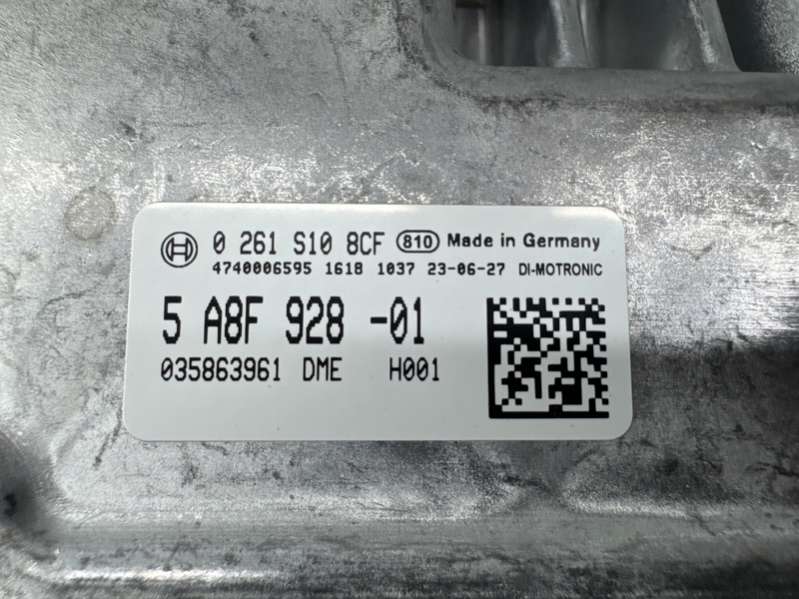 0 261 S10 8CF 810 Made in Germany
4740006595 1618 1037 23-06-27 DI-MOTRONIC
5 A8F 928 -01
035863961 DME H001